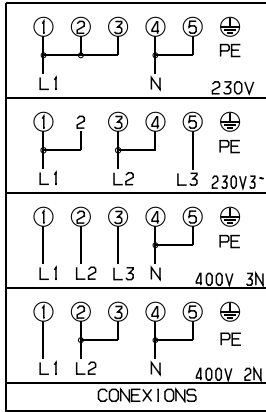 1 2 3 4 5
PE
L1 N 230V
1 2 3 4 5
PE
L1 L2 L3 230V3~
1 2 3 4 5
PE
L1 L2 L3 N 400V 3N
1 2 3 4 5
PE
L1 L2 N 400V 2N
CONEXIONS